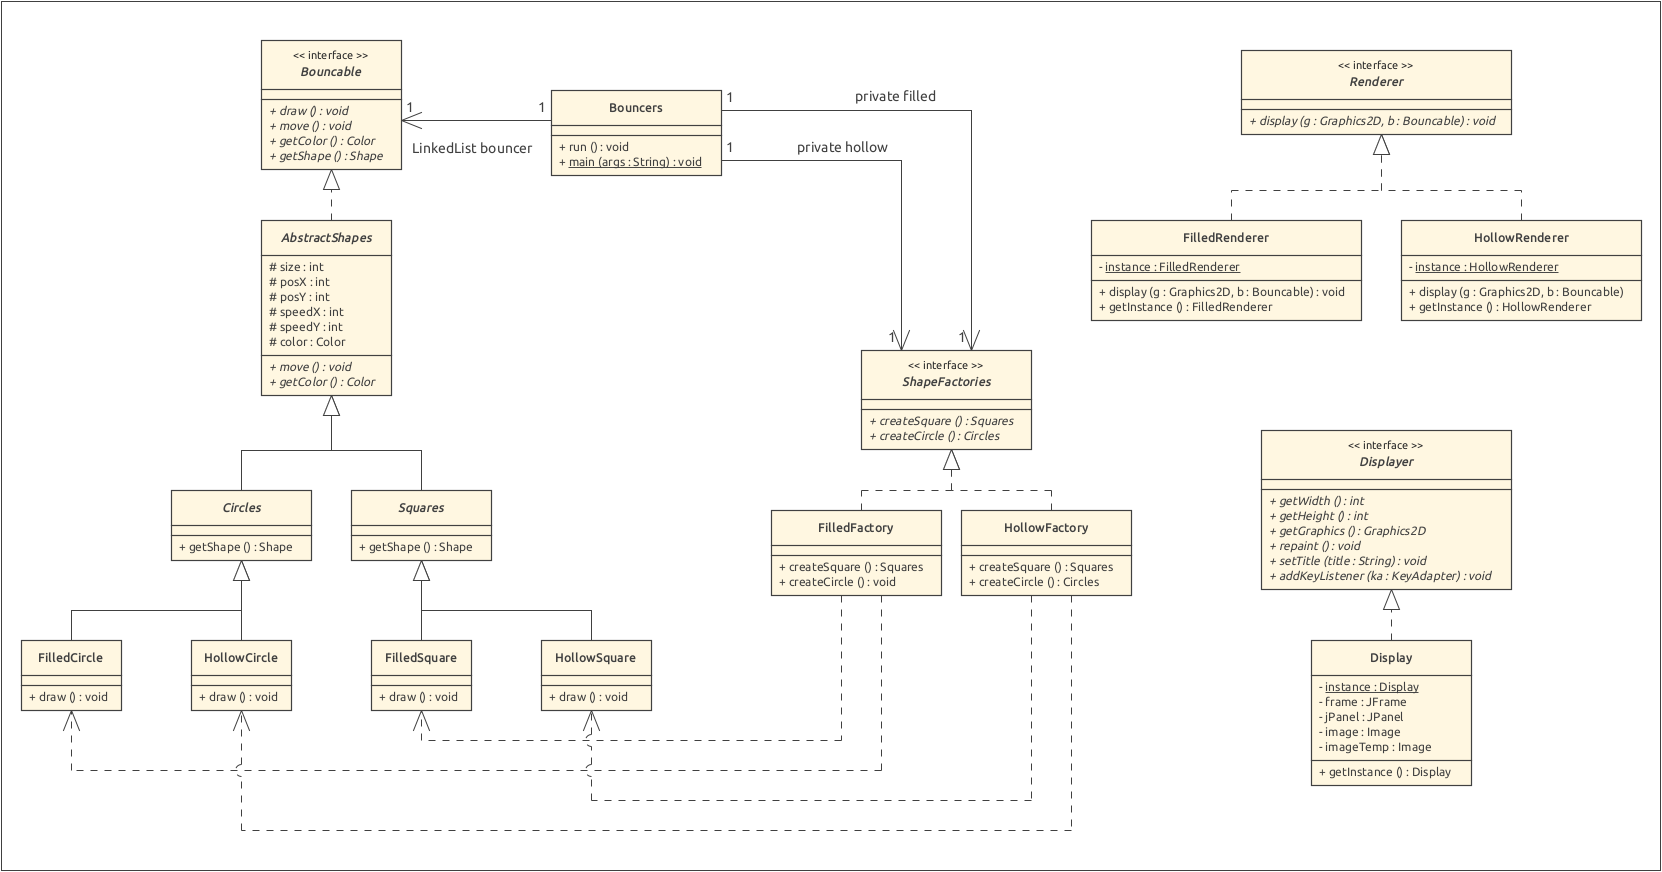 << interface >>
Bouncable
+ draw () : void
+ move () : void
+ getColor () : Color
+ getShape () : Shape
1
1
LinkedList bouncer
Bouncers
+ run () : void
+ main (args : String) : void
1
private filled
1
private hollow
1
1
<< interface >>
Renderer
+ display (g : Graphics2D, b : Bouncable) : void
FilledRenderer
- instance : FilledRenderer
+ display (g : Graphics2D, b : Bouncable) : void
+ getInstance () : FilledRenderer
HollowRenderer
- instance : HollowRenderer
+ display (g : Graphics2D, b : Bouncable)
+ getInstance () : HollowRenderer
AbstractShapes
# size : int
# posX : int
# posY : int
# speedX : int
# speedY : int
# color : Color
+ move () : void
+ getColor () : Color
<< interface >>
ShapeFactories
+ createSquare () : Squares
+ createCircle () : Circles
<< interface >>
Displayer
+ getWidth () : int
+ getHeight () : int
+ getGraphics () : Graphics2D
+ repaint () : void
+ setTitle (title : String) : void
+ addKeyListener (ka : KeyAdapter) : void
Circles
+ getShape () : Shape
Squares
+ getShape () : Shape
FilledFactory
+ createSquare () : Squares
+ createCircle () : void
HollowFactory
+ createSquare () : Squares
+ createCircle () : Circles
FilledCircle
+ draw () : void
HollowCircle
+ draw () : void
FilledSquare
+ draw () : void
HollowSquare
+ draw () : void
Display
- instance : Display
- frame : JFrame
- jPanel : JPanel
- image : Image
- imageTemp : Image
+ getInstance () : Display